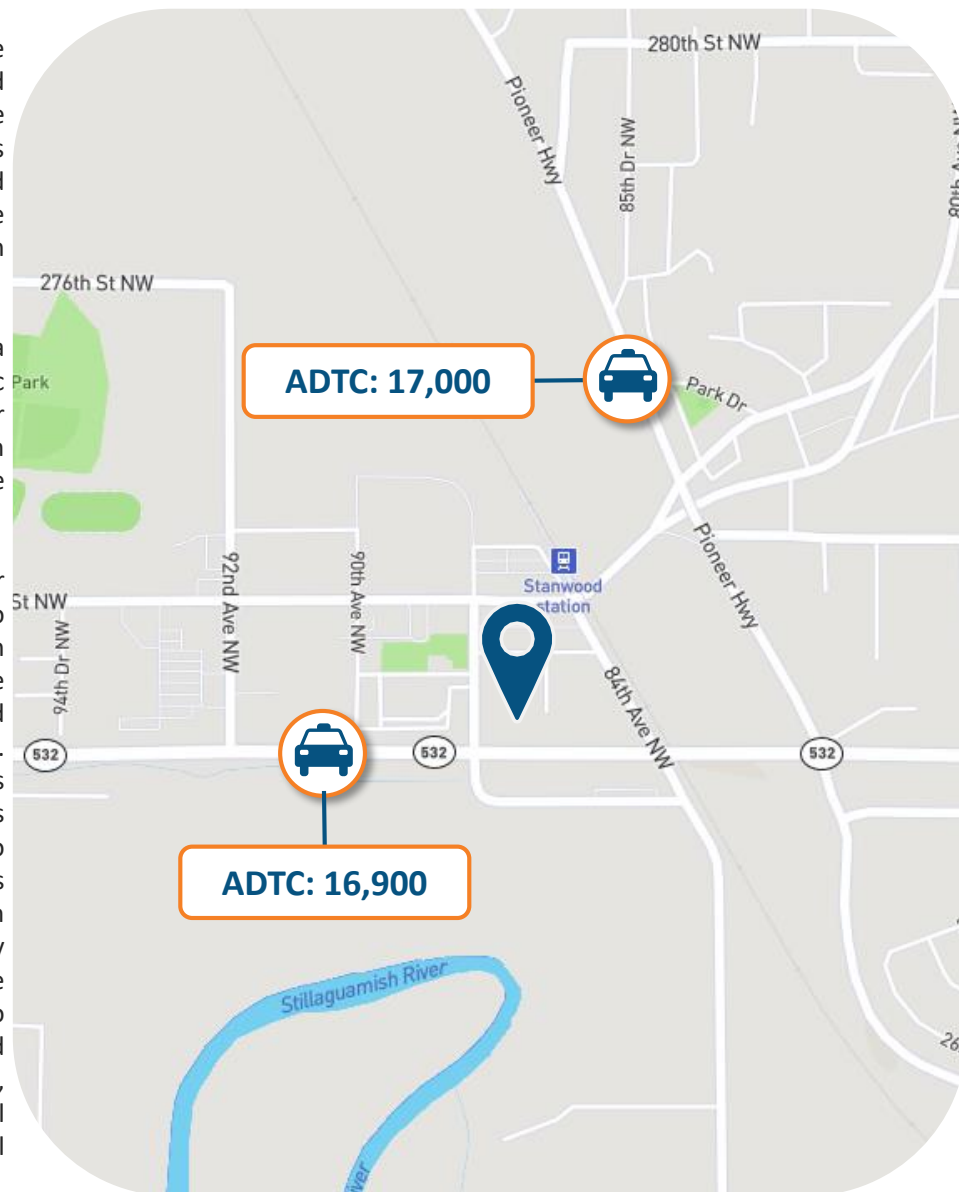 280th St NW
Pioneer Hwy
85th Dr NW
276th St NW
ADTC: 17,000
Park
Park Dr
Stanwood
station
Pioneer Hwy
92nd Ave NW
90th Ave NW
St NW
94th Dr NW
84th Ave NW
532
532
532
ADTC: 16,900
Stillaguamish River